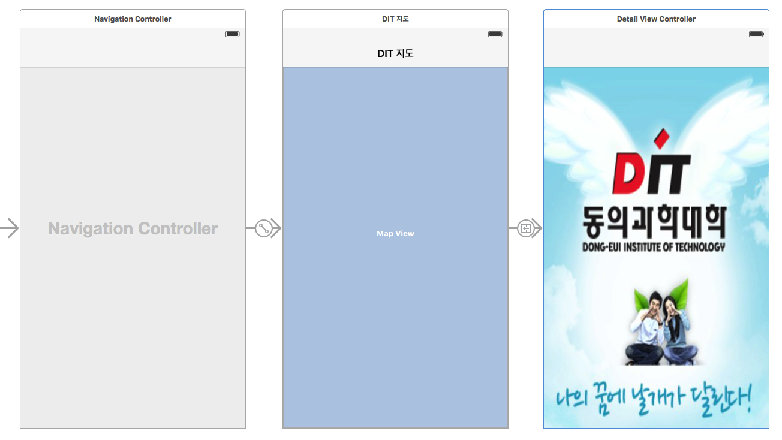 Navigation Controller
DIT 지도
Detail View Controller
DIT 지도
Navigation Controller
Map View
DIT
동의과학대학
DONG-EUI INSTITUTE OF TECHNOLOGY
나의 꿈에 날개가 달린다!